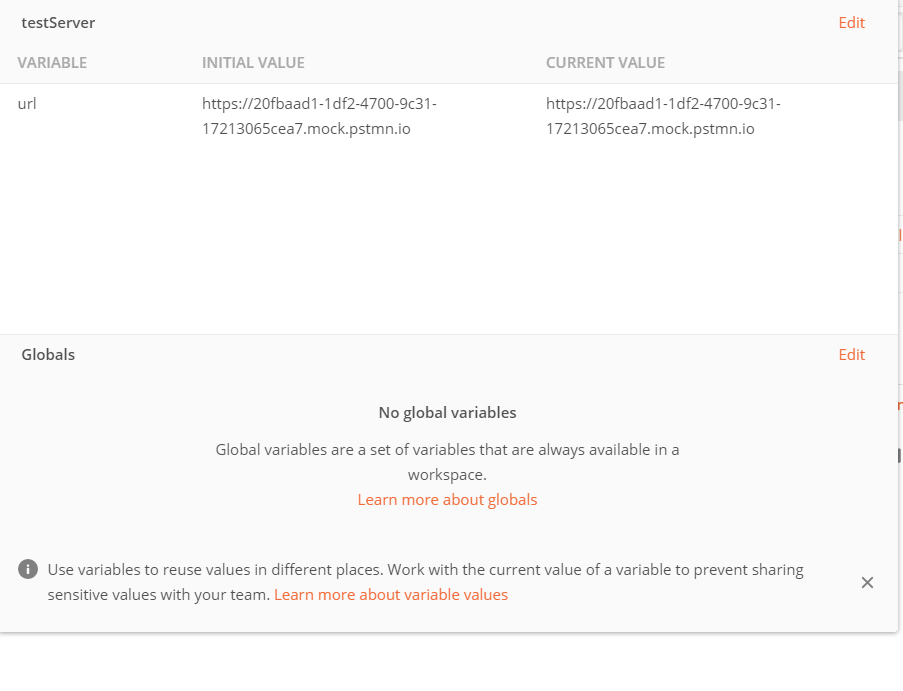 testServer
Edit
VARIABLE
INITIAL VALUE
CURRENT VALUE
url
https://20fbaad1-1df2-4700-9c31-
17213065cea7.mock.pstmn.io
https://20fbaad1-1df2-4700-9c31-
17213065cea7.mock.pstmn.io
Globals
Edit
No global variables
Global variables are a set of variables that are always available in a
workspace.
Learn more about globals
Use variables to reuse values in different places. Work with the current value of a variable to prevent sharing
sensitive values with your team. Learn more about variable values